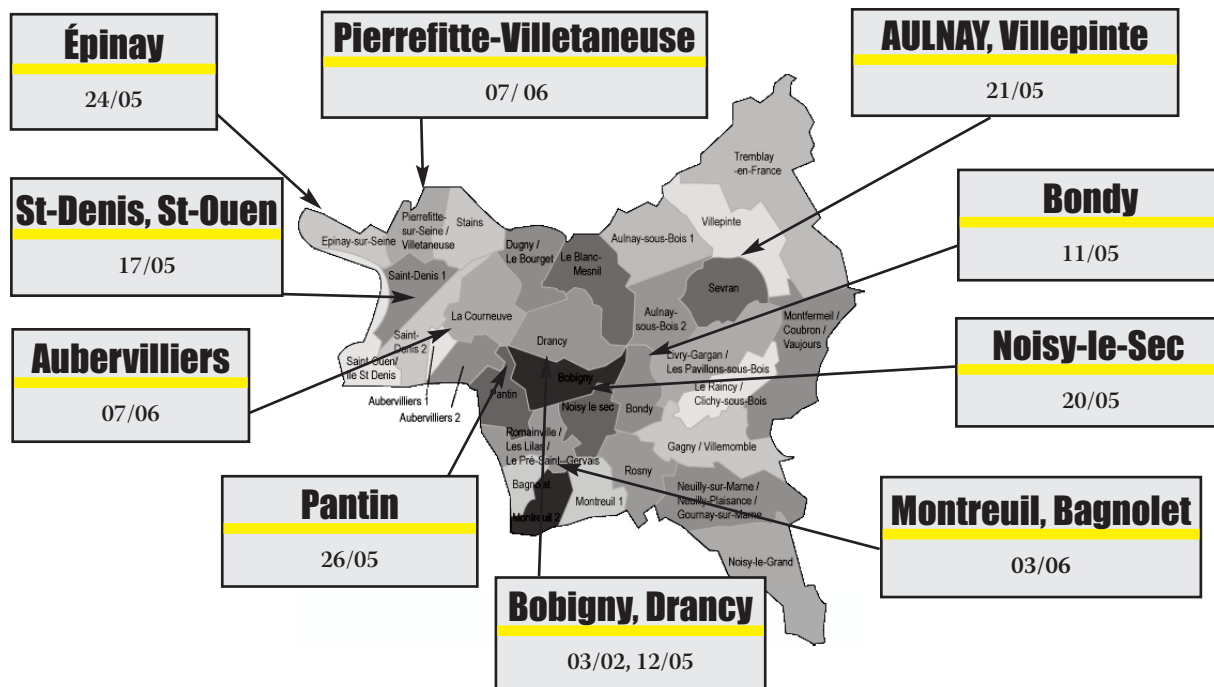 Épinay
24/05
Pierrefitte-Villetaneuse
07/ 06
AULNAY, Villepinte
21/05
St-Denis, St-Ouen
17/05
Bondy
11/05
Aubervilliers
07/06
Noisy-le-Sec
20/05
Pantin
26/05
Montreuil, Bagnolet
03/06
Bobigny, Drancy
03/02, 12/05
Tremblay
-en-France
Villepinte
Epinay-sur-Seine
Pierrefitte-
sur-Seine /
Villetaneuse
Stains
Dugny /
Le Bourget
Le Blanc-
Mesnil
Aulnay-sous-Bois 1
Saint-Denis 1
Sevran
Aulnay-
sous-Bois 2
Montfermeil /
Coubron /
Vaujours
La Courneuve
Saint-
Denis 2
Drancy
Livry-Gargan /
Les Pavillons-sous-Bois
Saint Ouen/
Ile St Denis
Bobigny
Le Raincy /
Clichy-sous-Bois
Aubervilliers 1
Aubervilliers 2
Pantin
Noisy le sec
Bondy
Romainville /
Les Lilas /
Le Pré-Saint--Gervais
Gagny / Villemomble
Rosny
Bagnolet
Montreuil 1
Neuilly-sur-Marne /
Neuilly-Plaisance /
Gournay-sur-Marne
Montreuil 2
Noisy-le-Grand